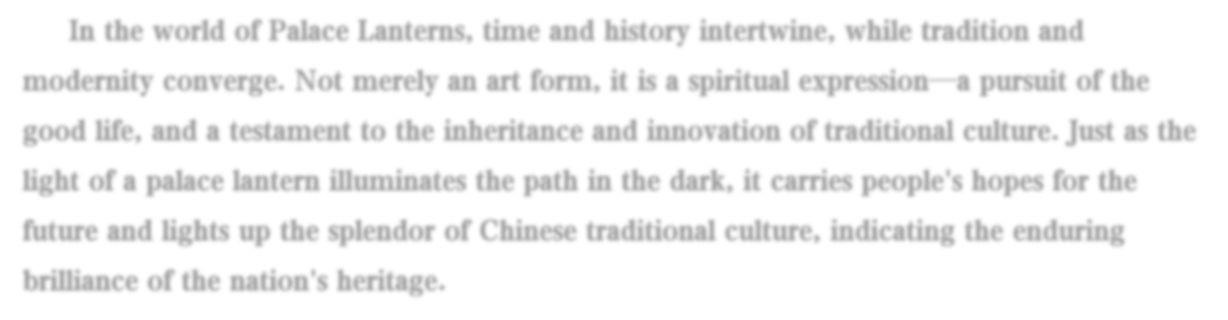 In the world of Palace Lanterns, time and history intertwine, while tradition and
modernity converge. Not merely an art form, it is a spiritual expression—a pursuit of the
good life, and a testament to the inheritance and innovation of traditional culture. Just as the
light of a palace lantern illuminates the path in the dark, it carries people's hopes for the
future and lights up the splendor of Chinese traditional culture, indicating the enduring
brilliance of the nation's heritage.